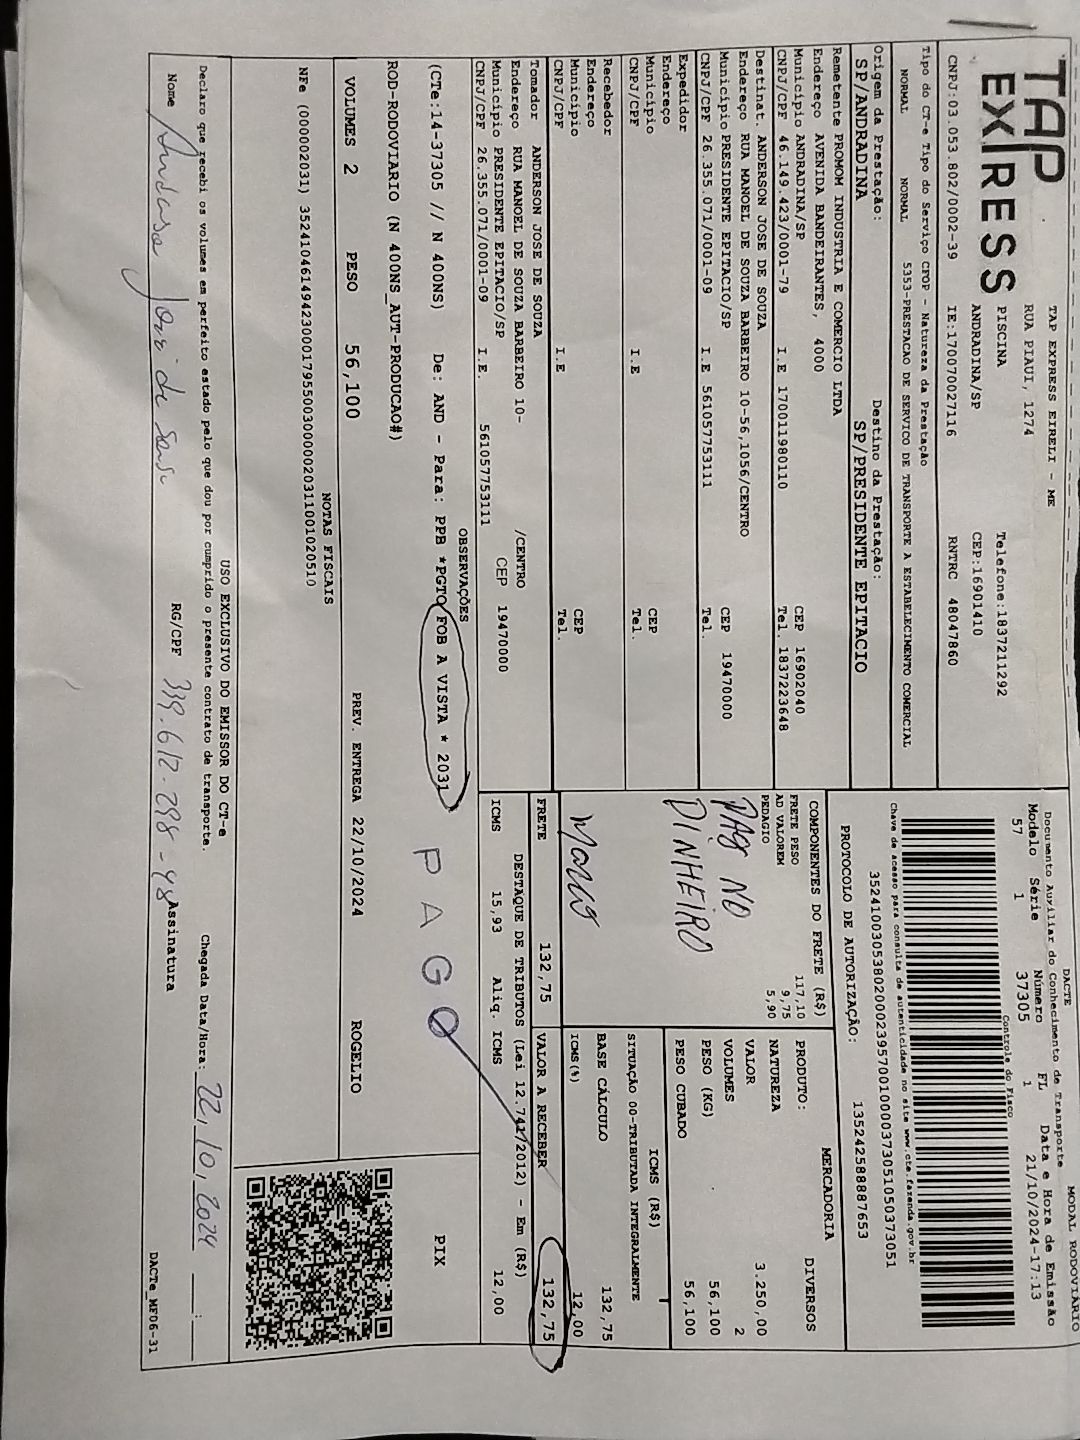 TAP
EXPRESS
TAP EXPRESS EIRELI - ME
RUA PIAUI, 1274
PISCINA Telefone:1837211292
ANDRADINA/SP CEP:16901410
CNPJ:03.053.802/0002-39 IE:170070027116 RNTRC 48047860
Tipo do CT-e Tipo do Serviço CFOP - Natureza da Prestação
NORMAL NORMAL 5353-PRESTACAO DE SERVICO DE TRANSPORTE A ESTABELECIMENTO COMERCIAL
Origem da Prestação: Destino da Prestação:
SP/ANDRADINA SP/PRESIDENTE EPITACIO
Remetente PROMOM INDUSTRIA E COMERCIO LTDA
Endereço AVENIDA BANDEIRANTES, 4000
Município ANDRADINA/SP CEP 16902040
CNPJ/CPF 46.149.423/0001-79 I.E 170011980110 Tel. 1837223648
Destinat. ANDERSON JOSE DE SOUZA
Endereço RUA MANOEL DE SOUZA BARBEIRO 10-56,1056/CENTRO
Município PRESIDENTE EPITACIO/SP CEP 19470000
CNPJ/CPF 26.355.071/0001-09 I.E 561057753111 Tel.
Expedidor
Endereço
Município CEP
CNPJ/CPF I.E Tel.
Recebedor
Endereço
Município CEP
CNPJ/CPF I.E Tel.
Tomador ANDERSON JOSE DE SOUZA
Endereço RUA MANOEL DE SOUZA BARBEIRO 10- /CENTRO
Município PRESIDENTE EPITACIO/SP CEP 19470000
CNPJ/CPF 26.355.071/0001-09 I.E. 561057753111
MODAL RODOVIÁRIO
DACTE
Documento Auxiliar do Conhecimento de Transporte
Modelo Série Número FL Data e Hora de Emissão
57 1 37305 1 21/10/2024-17:13
Controle do Fisco
Chave de acesso para consulta de autenticidade no site www.cte.fazenda.gov.br
35241003053802000239570010000373051050373051
PROTOCOLO DE AUTORIZAÇÃO: 135242588887653
COMPONENTES DO FRETE (R$)
FRETE PESO 117,10
AD VALOREM 9,75
PEDAGIO 5,90
PAG NO
DINHEIRO
Marco
MERCADORIA
PRODUTO: DIVERSOS
NATUREZA
VALOR 3.250,00
VOLUMES 2
PESO (KG) 56,100
PESO CUBADO 56,100
ICMS (R$)
SITUAÇÃO 00-TRIBUTADA INTEGRALMENTE
BASE CÁLCULO 132,75
ICMS(%) 12,00
FRETE 132,75 VALOR A RECEBER 132,75
DESTAQUE DE TRIBUTOS (Lei 12.741/2012) - Em (R$)
ICMS 15,93 Aliq. ICMS 12,00
OBSERVAÇÕES
(CTe:14-37305 // N 400NS) De: AND - Para: PPB *PGTO FOB A VISTA * 2031
PAGO
PIX
ROD-RODOVIARIO (N 400NS_AUT-PRODUCAO#)
VOLUMES 2 PESO 56,100 PREV. ENTREGA 22/10/2024 ROGELIO
NOTAS FISCAIS
NFe (000002031) 35241046149423000179550030000020311001020510
USO EXCLUSIVO DO EMISSOR DO CT-e
Declaro que recebi os volumes em perfeito estado pelo que dou por cumprido o presente contrato de transporte. Chegada Data/Hora: 22/10/2024 __:__
Nome Anderson José de Souza RG/CPF 339.612.298-48 Assinatura
DACTe_MF06-31